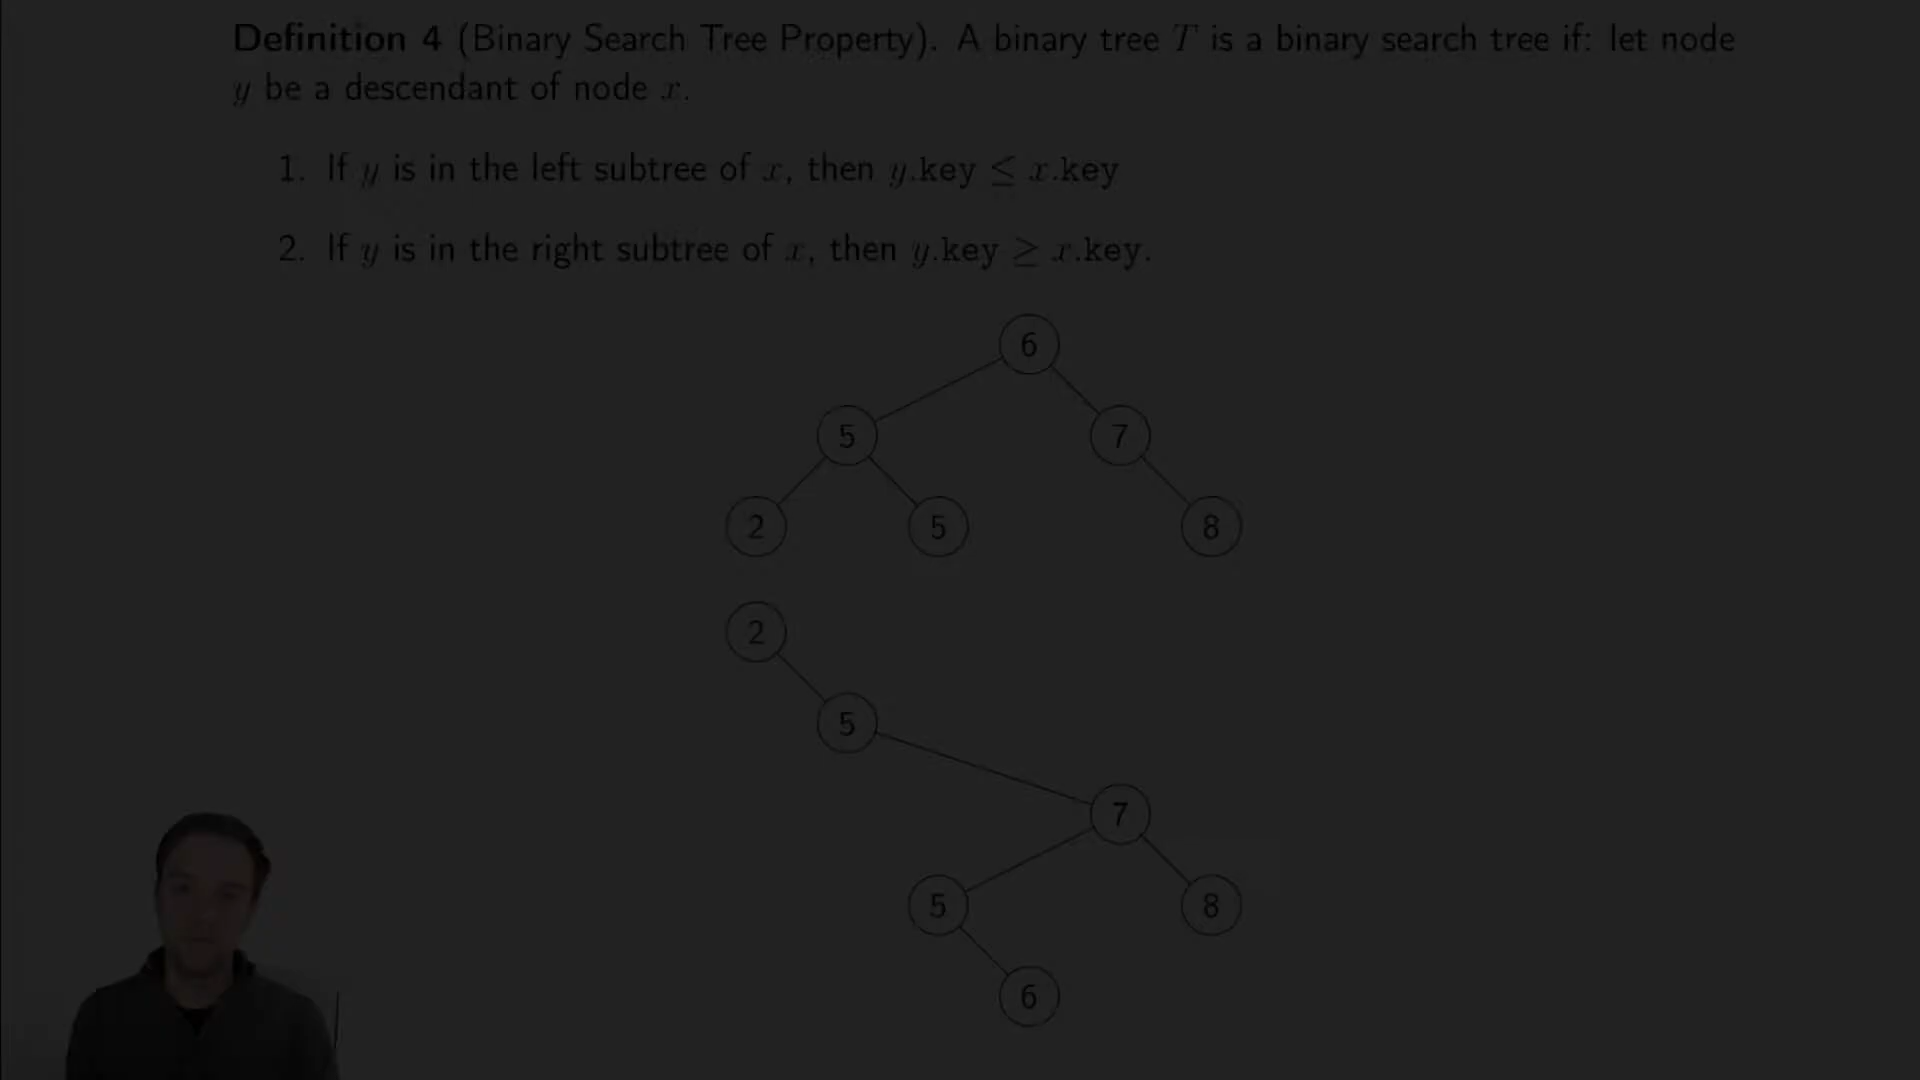 Definition 4 (Binary Search Tree Property). A binary tree T is a binary search tree if: let node
y be a descendant of node x.
1. If y is in the left subtree of x, then y.key ≤ x.key
2. If y is in the right subtree of x, then y.key ≥ x.key.
6
5 7
2 5 8
2
5
7
5 8
6